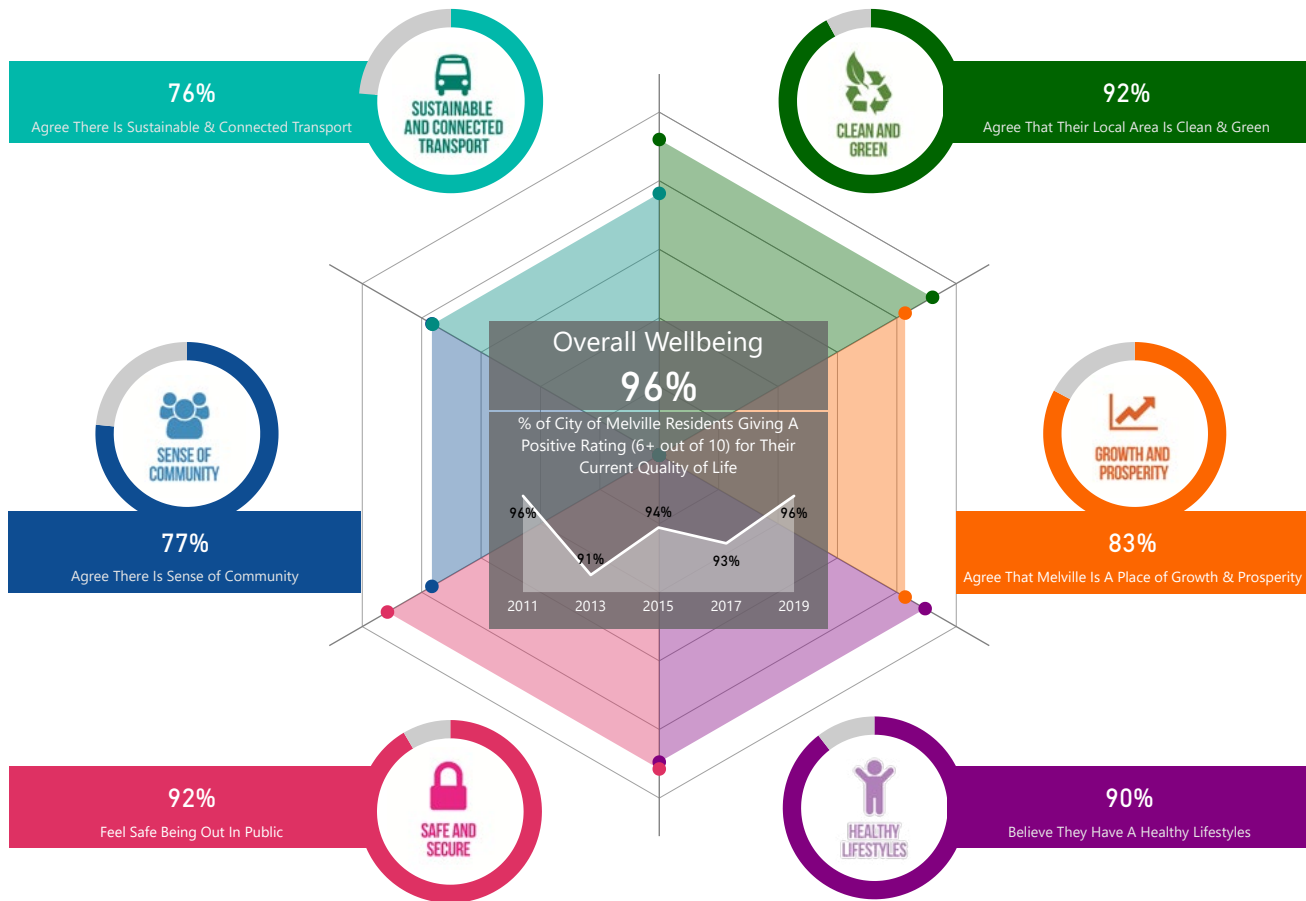 76%
Agree There Is Sustainable & Connected Transport
SUSTAINABLE
AND CONNECTED
TRANSPORT
CLEAN AND
GREEN
92%
Agree That Their Local Area Is Clean & Green
Overall Wellbeing
96%
% of City of Melville Residents Giving A
Positive Rating (6+ out of 10) for Their
Current Quality of Life
96%
91%
94%
93%
96%
2011
2013
2015
2017
2019
SENSE OF
COMMUNITY
77%
Agree There Is Sense of Community
GROWTH AND
PROSPERITY
83%
Agree That Melville Is A Place of Growth & Prosperity
92%
Feel Safe Being Out In Public
SAFE AND
SECURE
HEALTHY
LIFESTYLES
90%
Believe They Have A Healthy Lifestyles